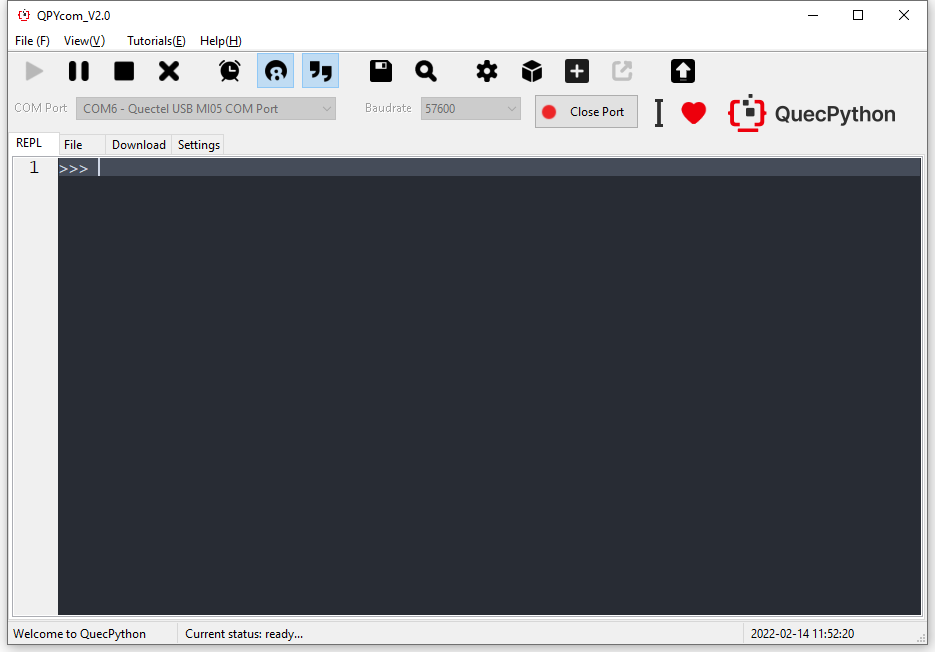 QPYcom_V2.0
File (F) View(V) Tutorials(E) Help(H)
COM Port COM6 - Quectel USB MI05 COM Port Baudrate 57600 Close Port QuecPython
REPL File Download Settings
1 >>>
Welcome to QuecPython Current status: ready... 2022-02-14 11:52:20